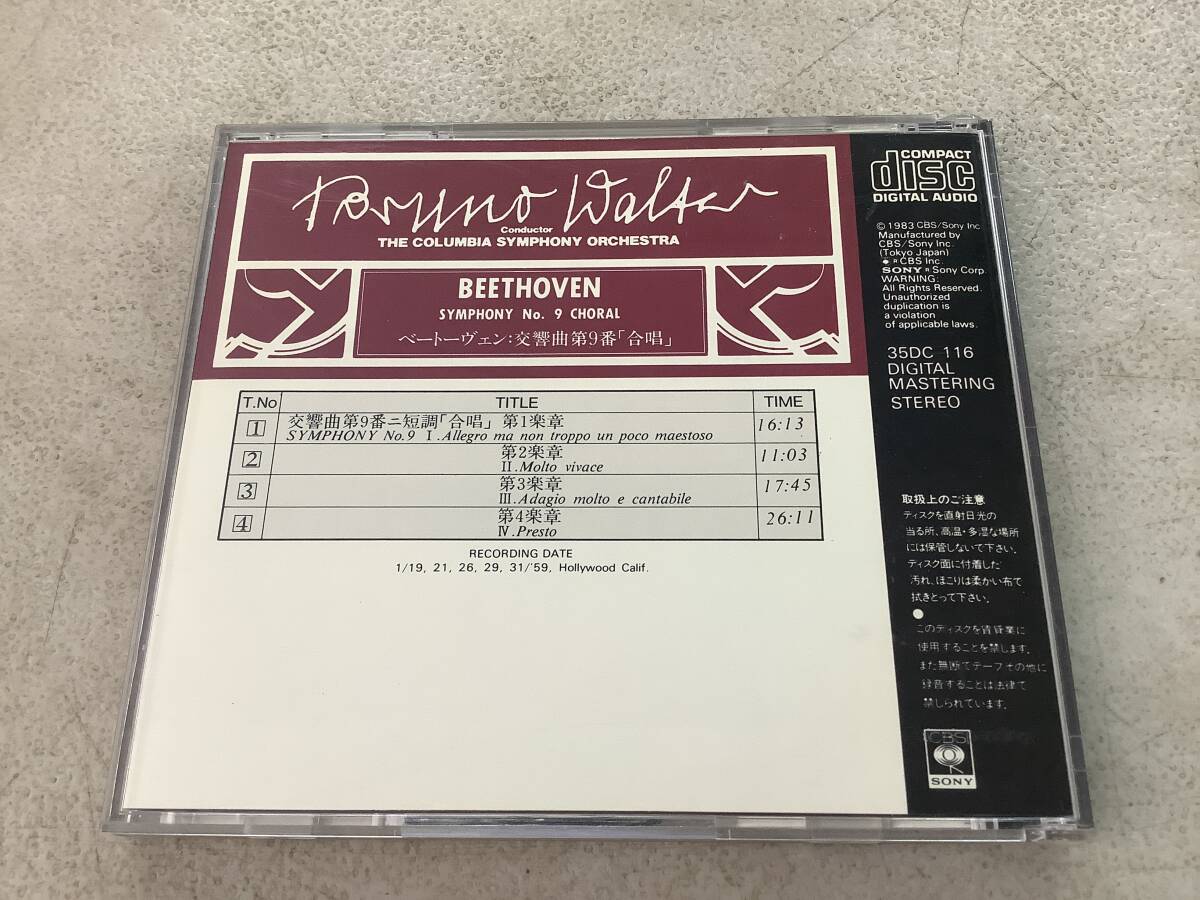 Bruno Walter
Conductor
THE COLUMBIA SYMPHONY ORCHESTRA
BEETHOVEN
SYMPHONY No. 9 CHORAL
ベートーヴェン:交響曲第9番「合唱」
T.No TITLE TIME
1 交響曲第9番ニ短調「合唱」 第1楽章 16:13
SYMPHONY No.9 I.Allegro ma non troppo un poco maestoso
2 第2楽章 11:03
II.Molto vivace
3 第3楽章 17:45
III.Adagio molto e cantabile
4 第4楽章 26:11
IV.Presto
RECORDING DATE
1/19, 21, 26, 29, 31/'59, Hollywood Calif.
COMPACT
disc
DIGITAL AUDIO
© 1983 CBS/Sony Inc.
Manufactured by
CBS/Sony Inc.
(Tokyo Japan)
● ® CBS Inc.
SONY ® Sony Corp.
WARNING:
All Rights Reserved.
Unauthorized
duplication is
a violation
of applicable laws.
35DC 116
DIGITAL
MASTERING
STEREO
取扱上のご注意
ディスクを直射日光の
当る所、高温・多湿な場所
には保管しないで下さい。
ディスク面に付着した
汚れ、ほこりは柔かい布で
拭きとって下さい。
●
このディスクを賃貸業に
使用することを禁します。
また無断でテープその他に
録音することは法律で
禁しられています。
CBS
SONY